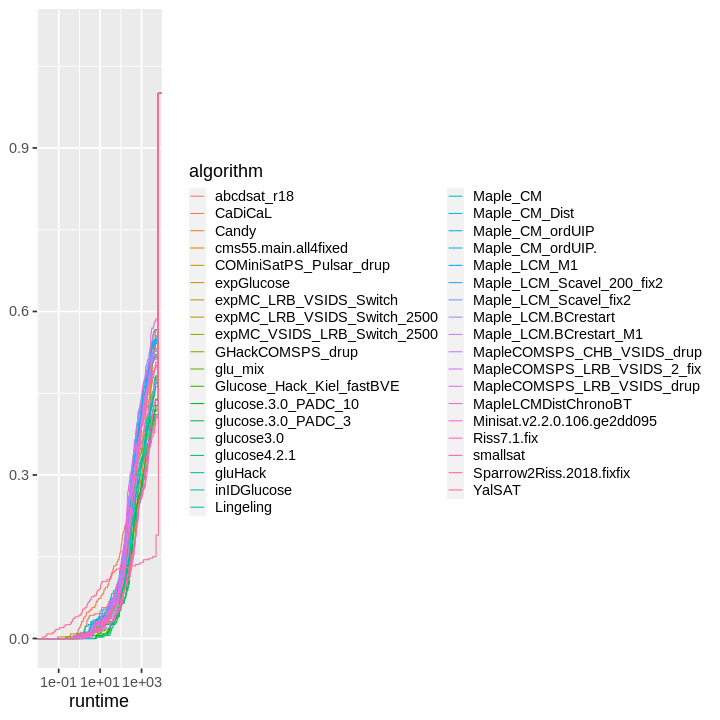 0.9
0.6
0.3
0.0
1e-01 1e+01 1e+03
runtime
algorithm
abcdsat_r18
CaDiCaL
Candy
cms55.main.all4fixed
COMiniSatPS_Pulsar_drup
expGlucose
expMC_LRB_VSIDS_Switch
expMC_LRB_VSIDS_Switch_2500
expMC_VSIDS_LRB_Switch_2500
GHackCOMSPS_drup
glu_mix
Glucose_Hack_Kiel_fastBVE
glucose.3.0_PADC_10
glucose.3.0_PADC_3
glucose3.0
glucose4.2.1
gluHack
inIDGlucose
Lingeling
Maple_CM
Maple_CM_Dist
Maple_CM_ordUIP
Maple_CM_ordUIP.
Maple_LCM_M1
Maple_LCM_Scavel_200_fix2
Maple_LCM_Scavel_fix2
Maple_LCM.BCrestart
Maple_LCM.BCrestart_M1
MapleCOMSPS_CHB_VSIDS_drup
MapleCOMSPS_LRB_VSIDS_2_fix
MapleCOMSPS_LRB_VSIDS_drup
MapleLCMDistChronoBT
Minisat.v2.2.0.106.ge2dd095
Riss7.1.fix
smallsat
Sparrow2Riss.2018.fixfix
YalSAT